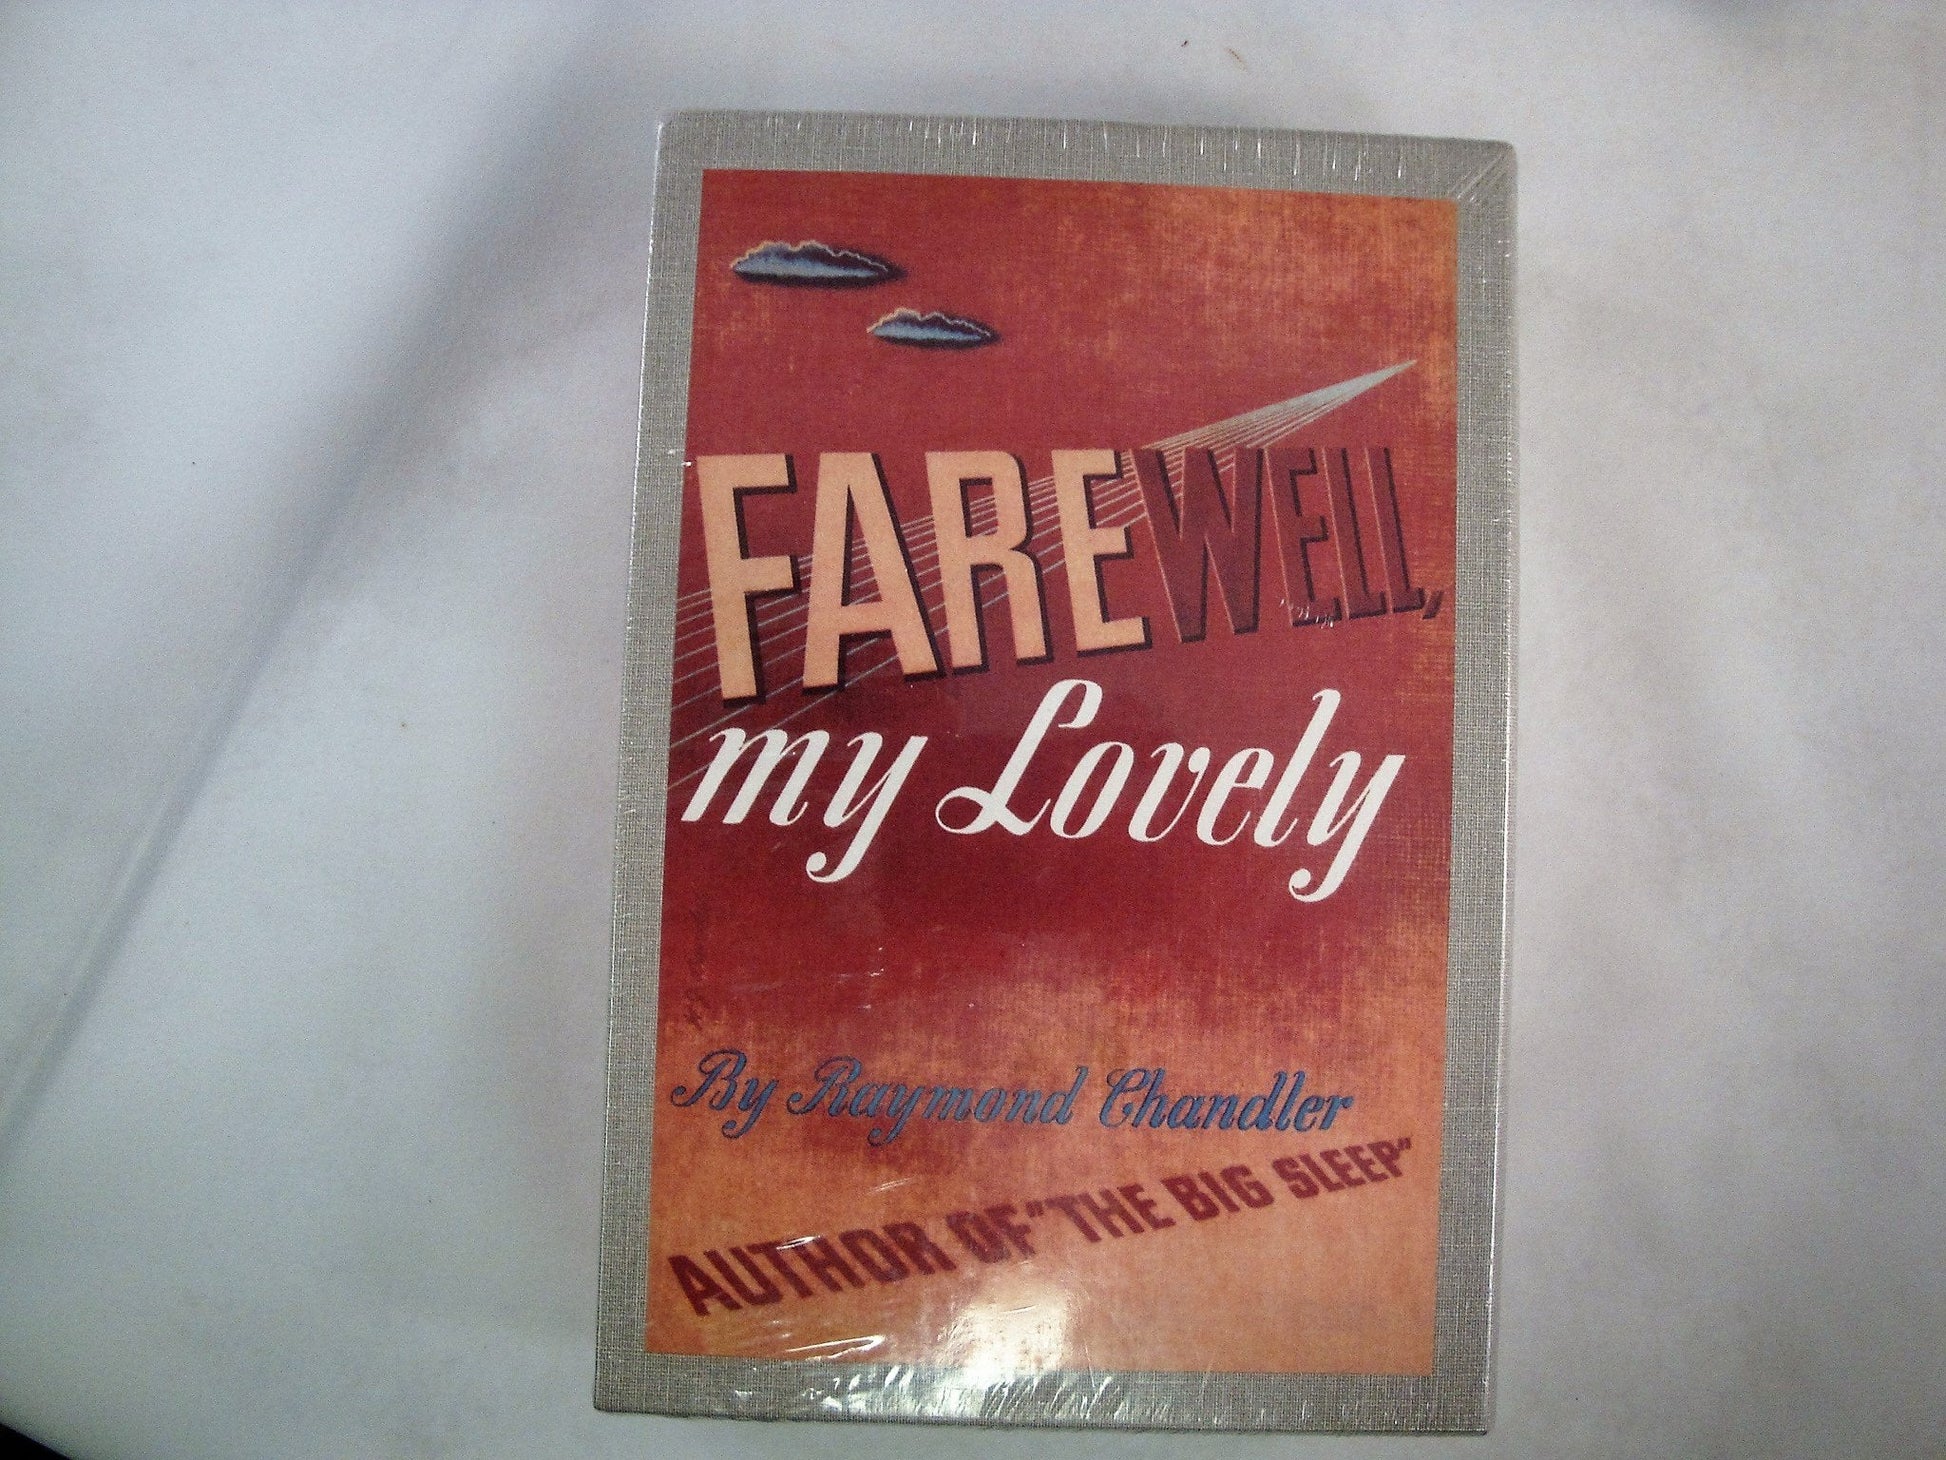 FAREWELL,
my Lovely
By Raymond Chandler
AUTHOR OF "THE BIG SLEEP"